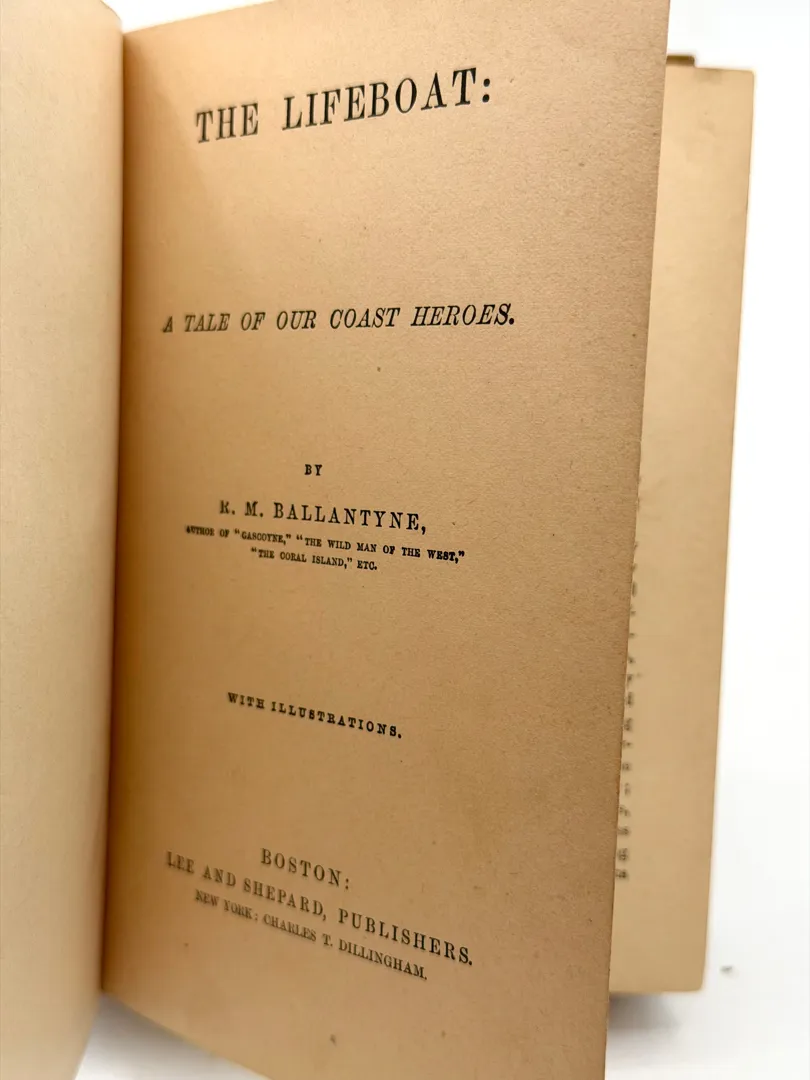 THE LIFEBOAT:
A TALE OF OUR COAST HEROES.
BY
R. M. BALLANTYNE,
AUTHOR OF "GASCOYNE," "THE WILD MAN OF THE WEST,"
"THE CORAL ISLAND," ETC.
WITH ILLUSTRATIONS.
BOSTON:
LEE AND SHEPARD, PUBLISHERS.
NEW YORK: CHARLES T. DILLINGHAM.